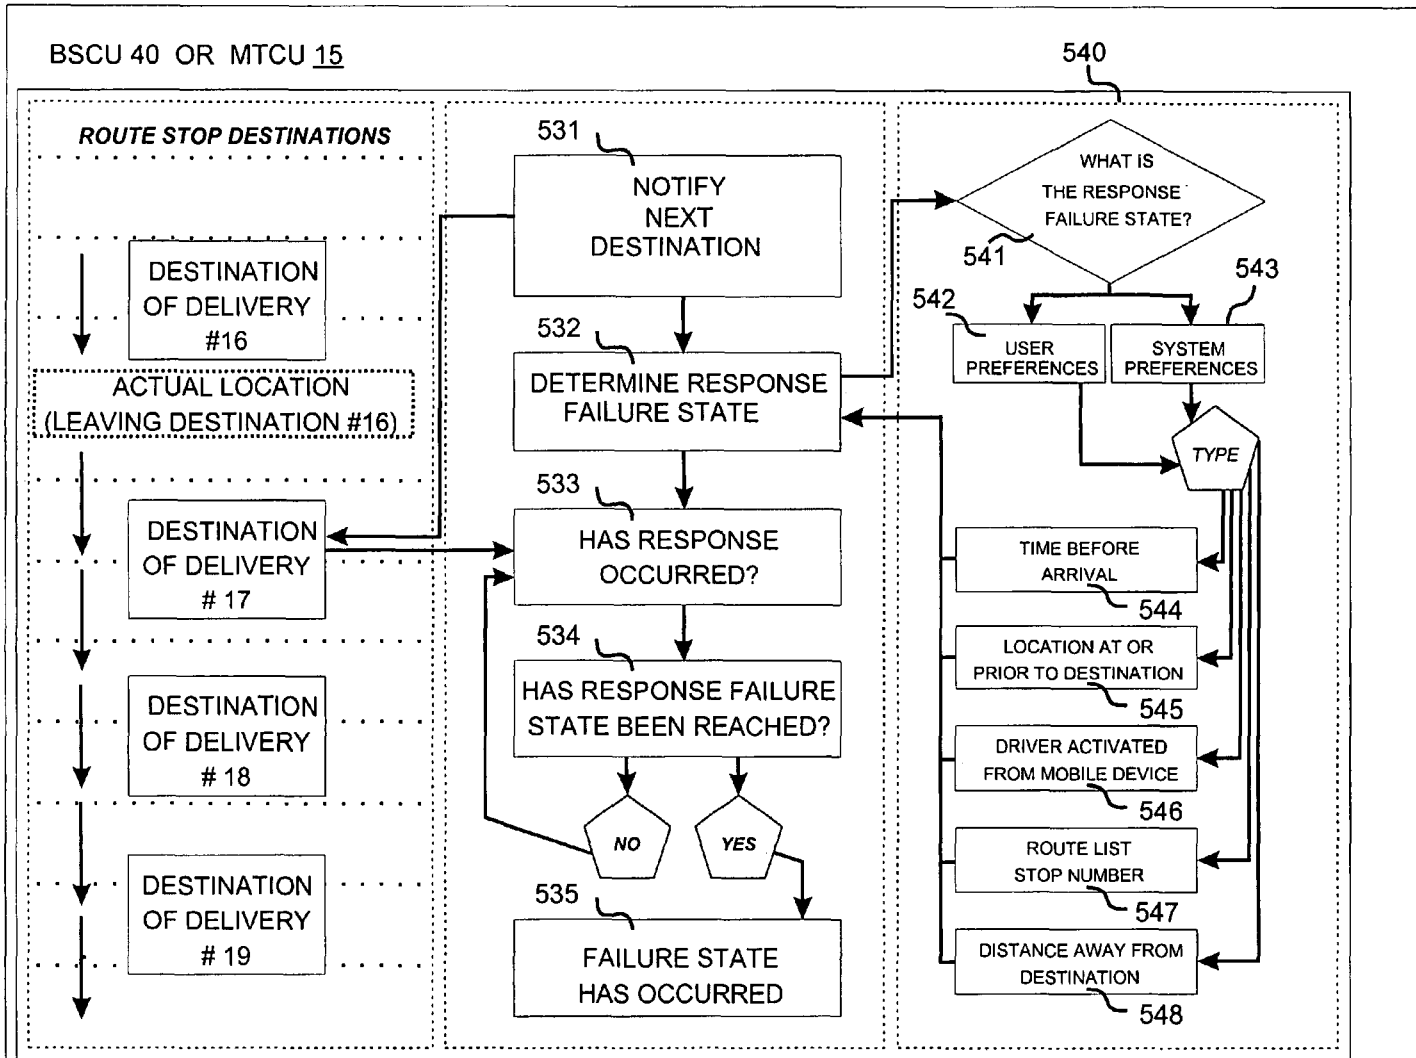 BSCU 40 OR MTCU 15
ROUTE STOP DESTINATIONS
DESTINATION
OF DELIVERY
#16
ACTUAL LOCATION
(LEAVING DESTINATION #16)
DESTINATION
OF DELIVERY
# 17
DESTINATION
OF DELIVERY
# 18
DESTINATION
OF DELIVERY
# 19
531
NOTIFY
NEXT
DESTINATION
532
DETERMINE RESPONSE
FAILURE STATE
533
HAS RESPONSE
OCCURRED?
534
HAS RESPONSE FAILURE
STATE BEEN REACHED?
NO
YES
535
FAILURE STATE
HAS OCCURRED
540
WHAT IS
THE RESPONSE
FAILURE STATE?
541
542
USER
PREFERENCES
543
SYSTEM
PREFERENCES
TYPE
TIME BEFORE
ARRIVAL
544
LOCATION AT OR
PRIOR TO DESTINATION
545
DRIVER ACTIVATED
FROM MOBILE DEVICE
546
ROUTE LIST
STOP NUMBER
547
DISTANCE AWAY FROM
DESTINATION
548